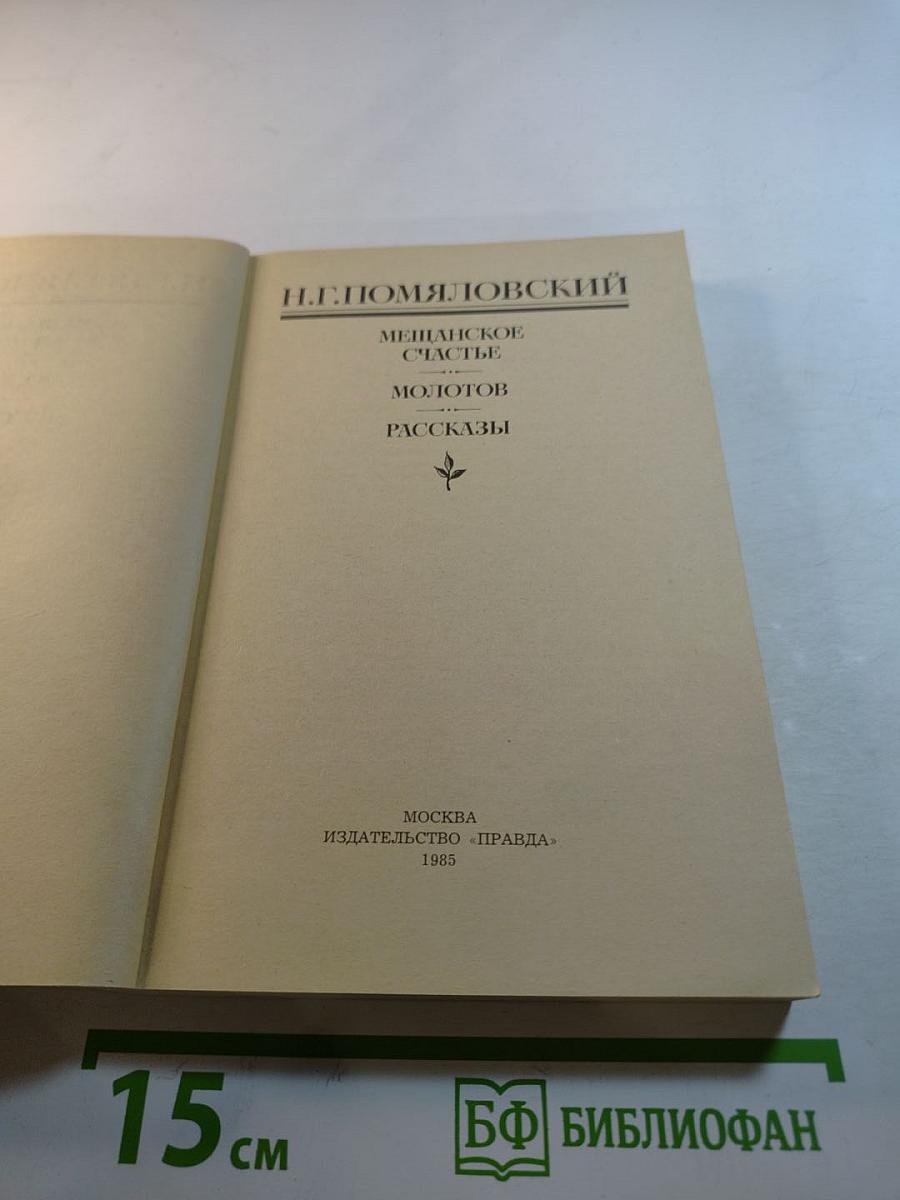 Н.Г.ПОМЯЛОВСКИЙ
МЕЩАНСКОЕ
СЧАСТЬЕ
МОЛОТОВ
РАССКАЗЫ
МОСКВА
ИЗДАТЕЛЬСТВО «ПРАВДА»
1985
15 см
БФ БИБЛИОФАН